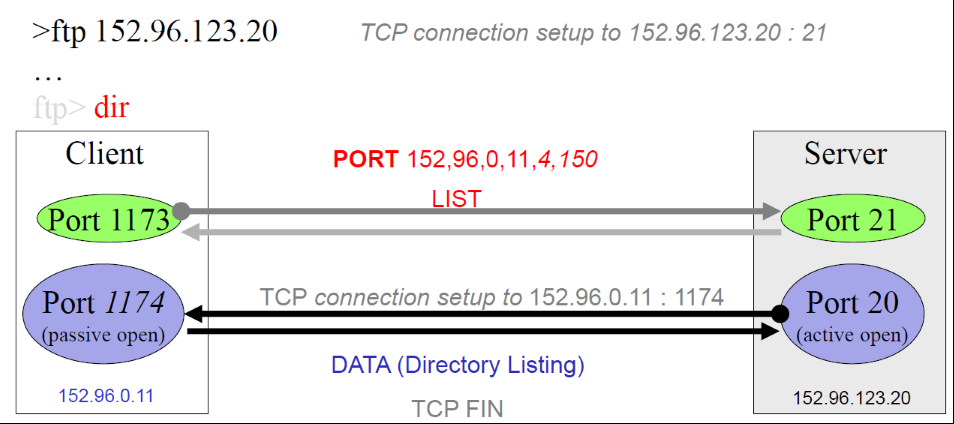 >ftp 152.96.123.20
TCP connection setup to 152.96.123.20 : 21
...
ftp> dir
Client
Server
PORT 152,96,0,11,4,150
LIST
Port 1173
Port 21
TCP connection setup to 152.96.0.11 : 1174
Port 1174
(passive open)
Port 20
(active open)
DATA (Directory Listing)
152.96.0.11
152.96.123.20
TCP FIN